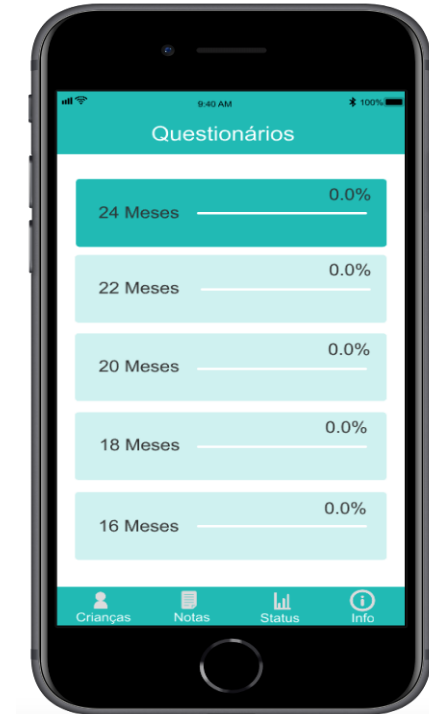 9:40 AM 100%
Questionários
0.0%
24 Meses
0.0%
22 Meses
0.0%
20 Meses
0.0%
18 Meses
0.0%
16 Meses
Crianças Notas Status Info